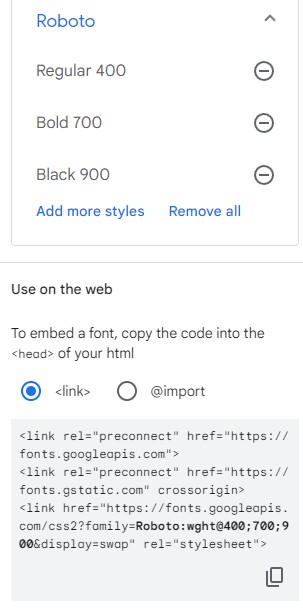 Roboto
Regular 400
Bold 700
Black 900
Add more styles Remove all
Use on the web
To embed a font, copy the code into the
<head> of your html
<link> @import
<link rel="preconnect" href="https://
fonts.googleapis.com">
<link rel="preconnect" href="https://
fonts.gstatic.com" crossorigin>
<link href="https://fonts.googleapis.
com/css2?family=Roboto:wght@400;700;9
00&display=swap" rel="stylesheet">